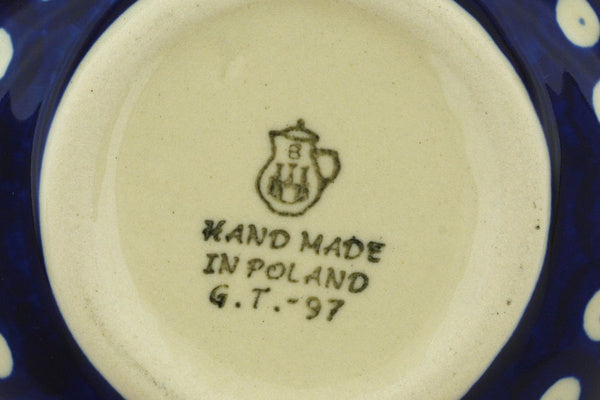 B
HAND MADE
IN POLAND
G.T.-97